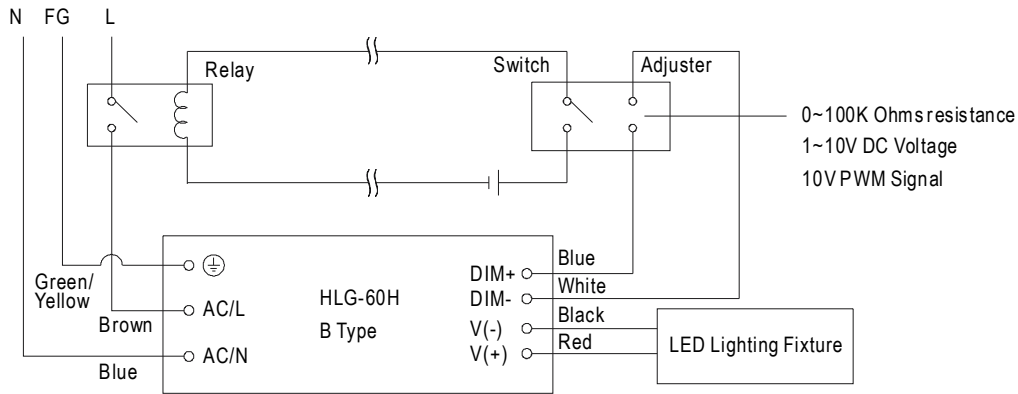 N FG L
Relay
Switch
Adjuster
0~100K Ohms resistance
1~10V DC Voltage
10V PWM Signal
Green/
Yellow
Brown
Blue
AC/L
AC/N
HLG-60H
B Type
DIM+
DIM-
V(-)
V(+)
Blue
White
Black
Red
LED Lighting Fixture